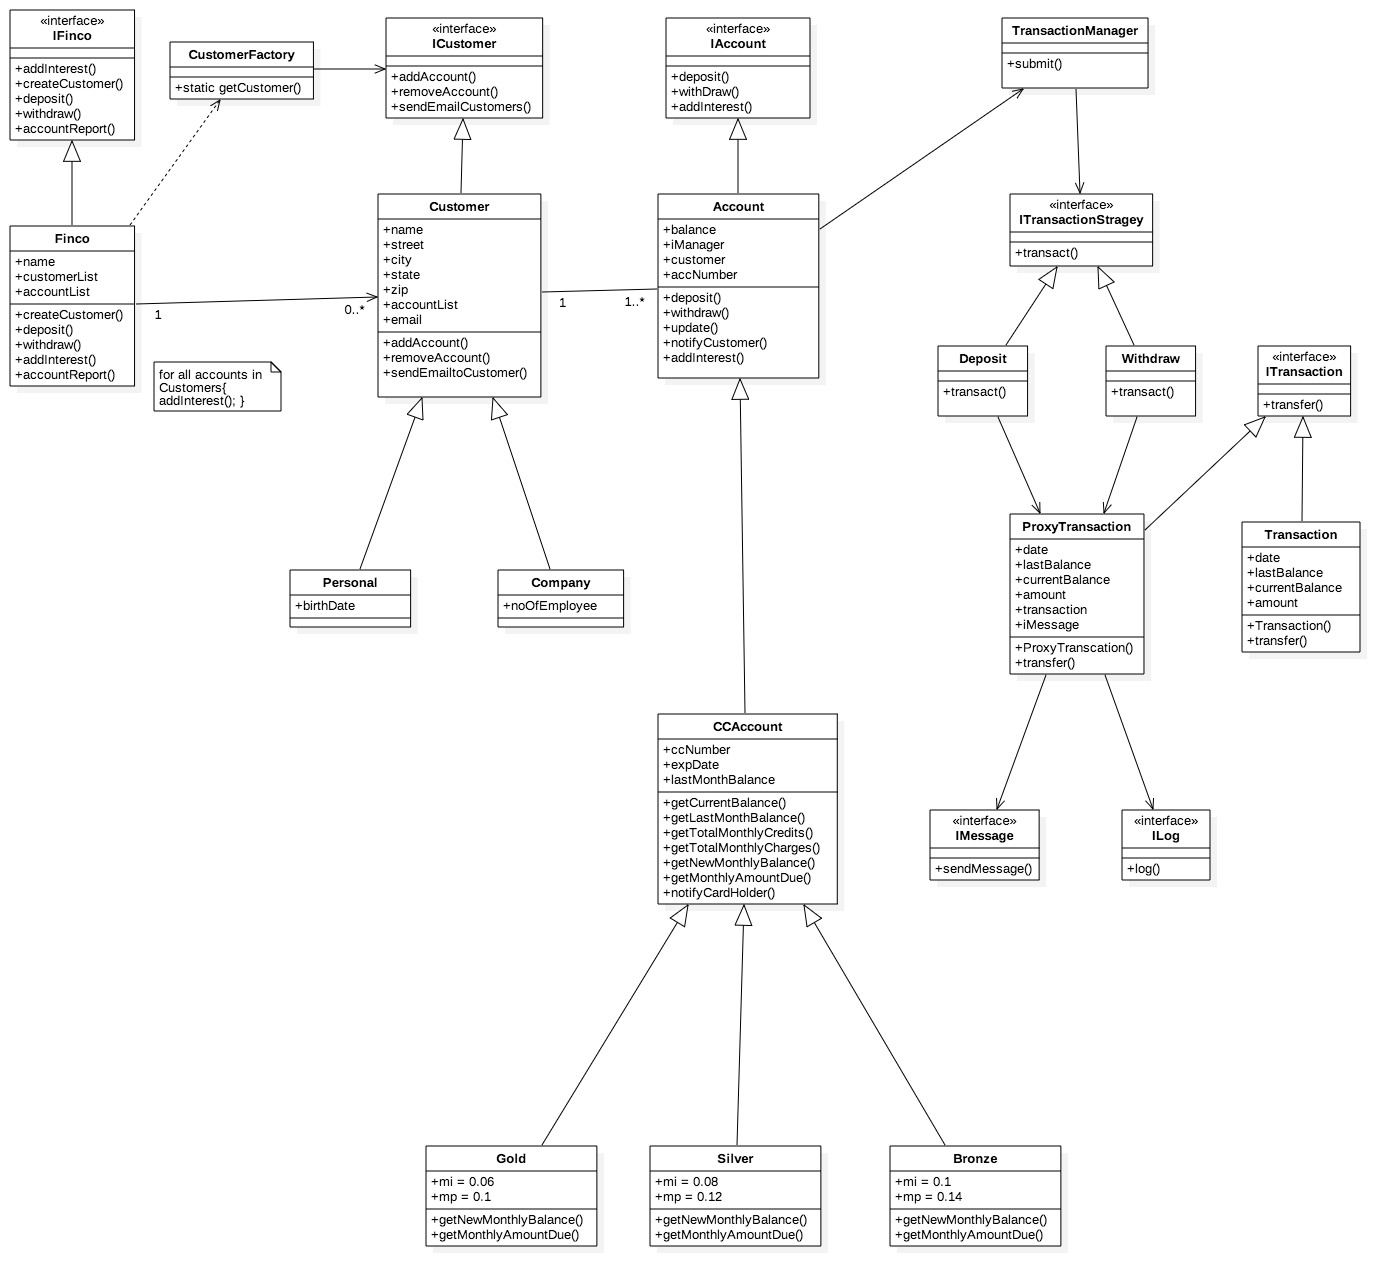 «interface»
IFinco
+addInterest()
+createCustomer()
+deposit()
+withdraw()
+accountReport()
CustomerFactory
+static getCustomer()
«interface»
ICustomer
+addAccount()
+removeAccount()
+sendEmailCustomers()
«interface»
IAccount
+deposit()
+withDraw()
+addInterest()
TransactionManager
+submit()
Finco
+name
+customerList
+accountList
+createCustomer()
+deposit()
+withdraw()
+addInterest()
+accountReport()
1
0..*
for all accounts in
Customers{
addInterest(); }
Customer
+name
+street
+city
+state
+zip
+accountList
+email
+addAccount()
+removeAccount()
+sendEmailtoCustomer()
1
1..*
Account
+balance
+iManager
+customer
+accNumber
+deposit()
+withdraw()
+update()
+notifyCustomer()
+addInterest()
«interface»
ITransactionStragey
+transact()
Deposit
+transact()
Withdraw
+transact()
«interface»
ITransaction
+transfer()
Personal
+birthDate
Company
+noOfEmployee
ProxyTransaction
+date
+lastBalance
+currentBalance
+amount
+transaction
+iMessage
+ProxyTranscation()
+transfer()
Transaction
+date
+lastBalance
+currentBalance
+amount
+Transaction()
+transfer()
CCAccount
+ccNumber
+expDate
+lastMonthBalance
+getCurrentBalance()
+getLastMonthBalance()
+getTotalMonthlyCredits()
+getTotalMonthlyCharges()
+getNewMonthlyBalance()
+getMonthlyAmountDue()
+notifyCardHolder()
«interface»
IMessage
+sendMessage()
«interface»
ILog
+log()
Gold
+mi = 0.06
+mp = 0.1
+getNewMonthlyBalance()
+getMonthlyAmountDue()
Silver
+mi = 0.08
+mp = 0.12
+getNewMonthlyBalance()
+getMonthlyAmountDue()
Bronze
+mi = 0.1
+mp = 0.14
+getNewMonthlyBalance()
+getMonthlyAmountDue()